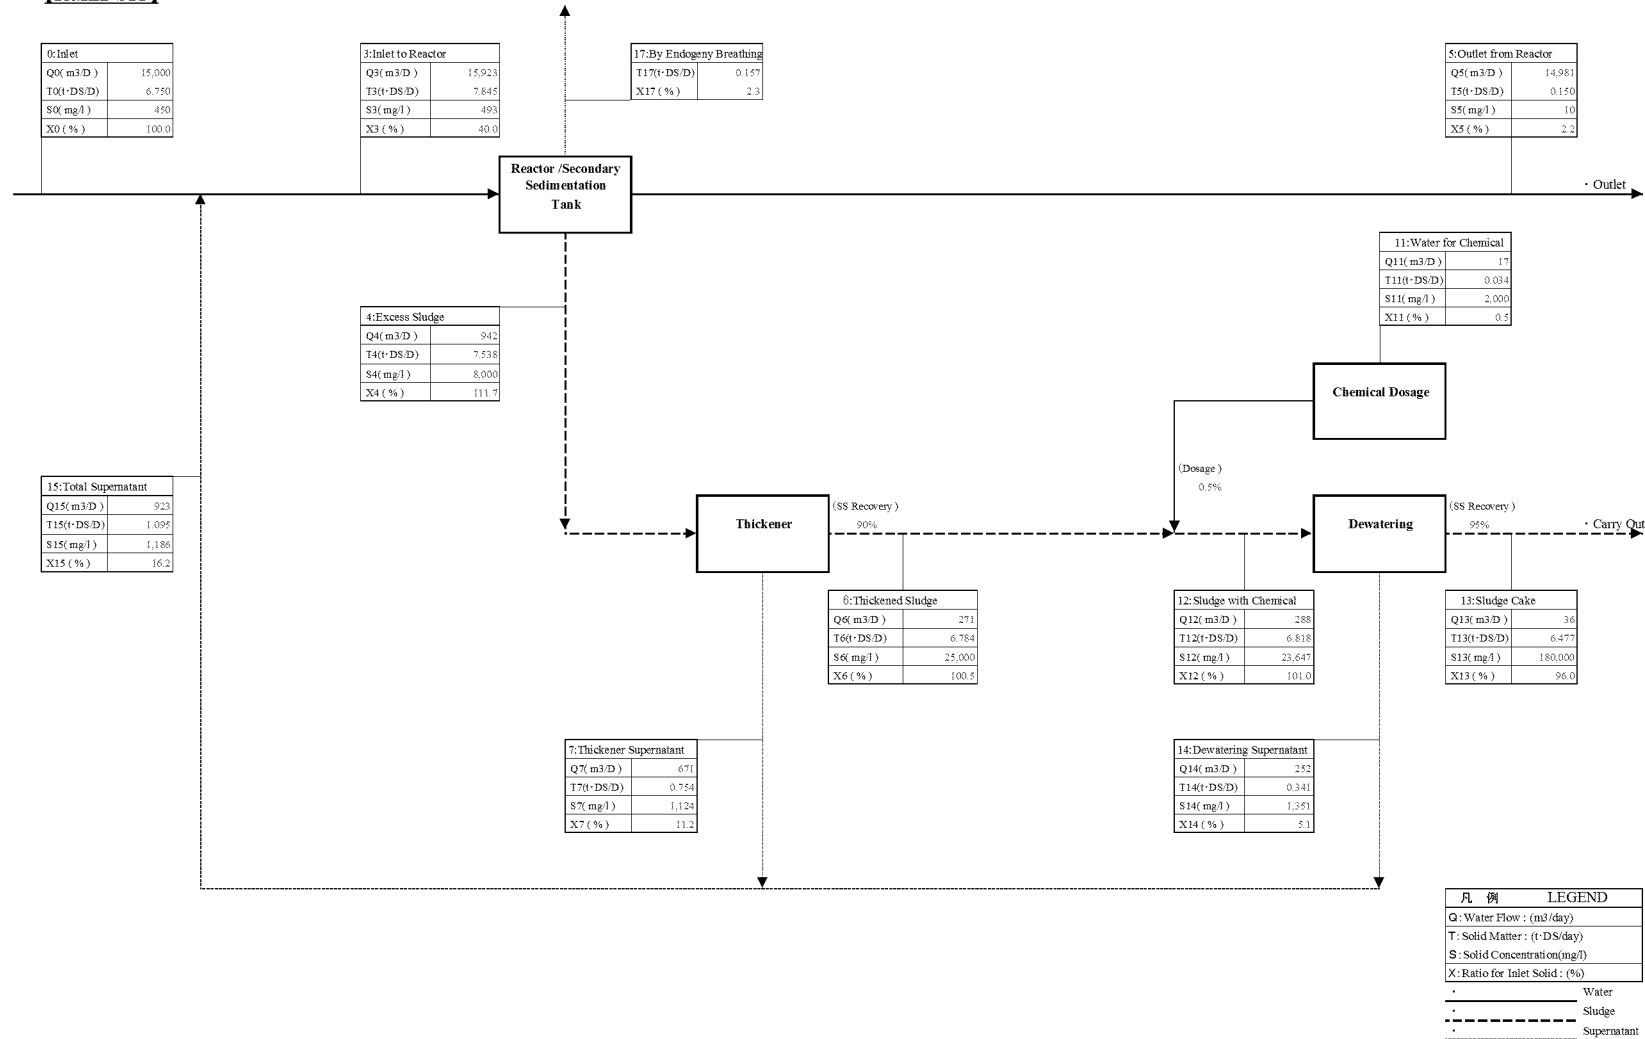 0:Inlet
Q0( m3/D ) 15,000
T0(t·DS/D) 6.750
S0( mg/l ) 450
X0 ( % ) 100.0
3:Inlet to Reactor
Q3( m3/D ) 15,923
T3(t·DS/D) 7.845
S3( mg/l ) 493
X3 ( % ) 40.0
17:By Endogeny Breathing
T17(t·DS/D) 0.157
X17 ( % ) 2.3
5:Outlet from Reactor
Q5( m3/D ) 14,981
T5(t·DS/D) 0.150
S5( mg/l ) 10
X5 ( % ) 2.2
Reactor /Secondary
Sedimentation
Tank
· Outlet
11:Water for Chemical
Q11( m3/D ) 17
T11(t·DS/D) 0.034
S11( mg/l ) 2,000
X11 ( % ) 0.5
4:Excess Sludge
Q4( m3/D ) 942
T4(t·DS/D) 7.538
S4( mg/l ) 8,000
X4 ( % ) 111.7
Chemical Dosage
(Dosage )
0.5%
15:Total Supernatant
Q15( m3/D ) 923
T15(t·DS/D) 1.095
S15( mg/l ) 1,186
X15 ( % ) 16.2
Thickener
(SS Recovery )
90%
Dewatering
(SS Recovery )
95%
· Carry Out
6:Thickened Sludge
Q6( m3/D ) 271
T6(t·DS/D) 6.784
S6( mg/l ) 25,000
X6 ( % ) 100.5
12:Sludge with Chemical
Q12( m3/D ) 288
T12(t·DS/D) 6.818
S12( mg/l ) 23,647
X12 ( % ) 101.0
13:Sludge Cake
Q13( m3/D ) 36
T13(t·DS/D) 6.477
S13( mg/l ) 180,000
X13 ( % ) 96.0
7:Thickener Supernatant
Q7( m3/D ) 671
T7(t·DS/D) 0.754
S7( mg/l ) 1,124
X7 ( % ) 11.2
14:Dewatering Supernatant
Q14( m3/D ) 252
T14(t·DS/D) 0.341
S14( mg/l ) 1,351
X14 ( % ) 5.1
凡 例 LEGEND
Q:Water Flow : (m3/day)
T:Solid Matter : (t·DS/day)
S:Solid Concentration(mg/l)
X:Ratio for Inlet Solid : (%)
· Water
· Sludge
· Supernatant